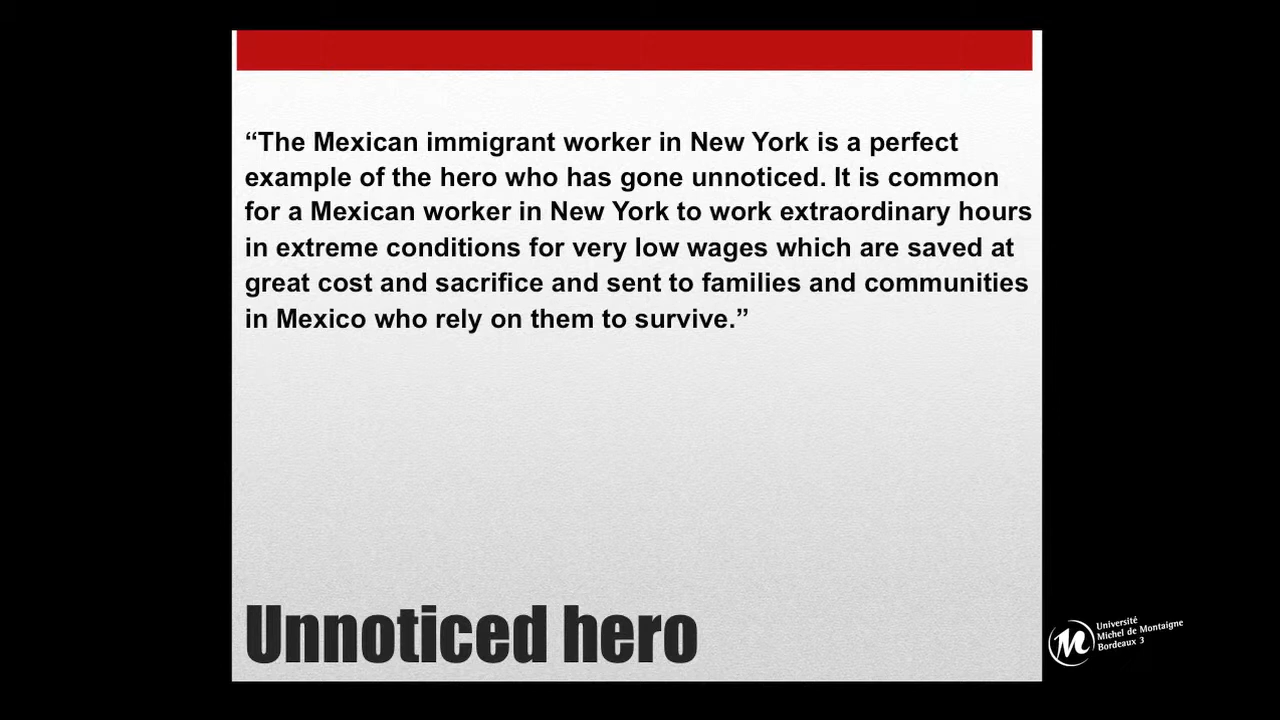 “The Mexican immigrant worker in New York is a perfect
example of the hero who has gone unnoticed. It is common
for a Mexican worker in New York to work extraordinary hours
in extreme conditions for very low wages which are saved at
great cost and sacrifice and sent to families and communities
in Mexico who rely on them to survive.”
Unnoticed hero
Université
Michel de Montaigne
Bordeaux 3